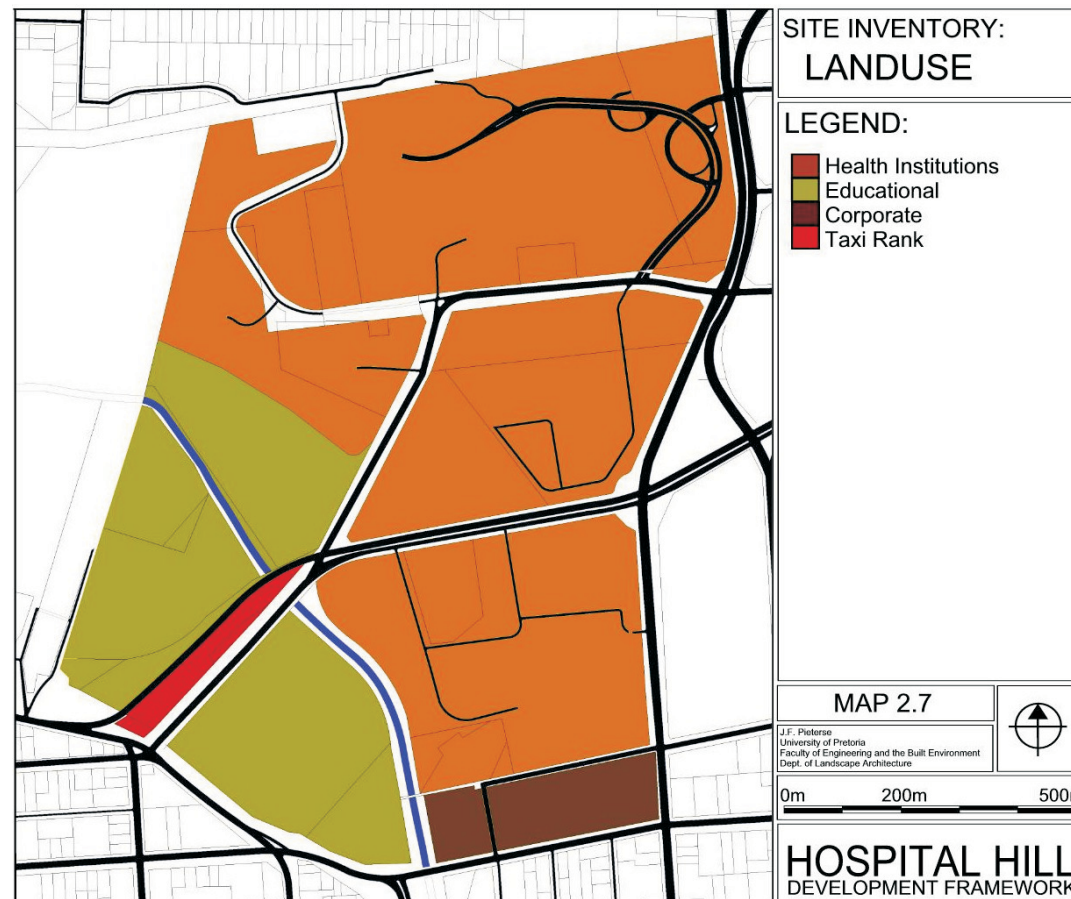 SITE INVENTORY:
LANDUSE
LEGEND:
Health Institutions
Educational
Corporate
Taxi Rank
MAP 2.7
J.F. Pieterse
University of Pretoria
Faculty of Engineering and the Built Environment
Dept. of Landscape Architecture
0m 200m 500m
HOSPITAL HILL
DEVELOPMENT FRAMEWORK